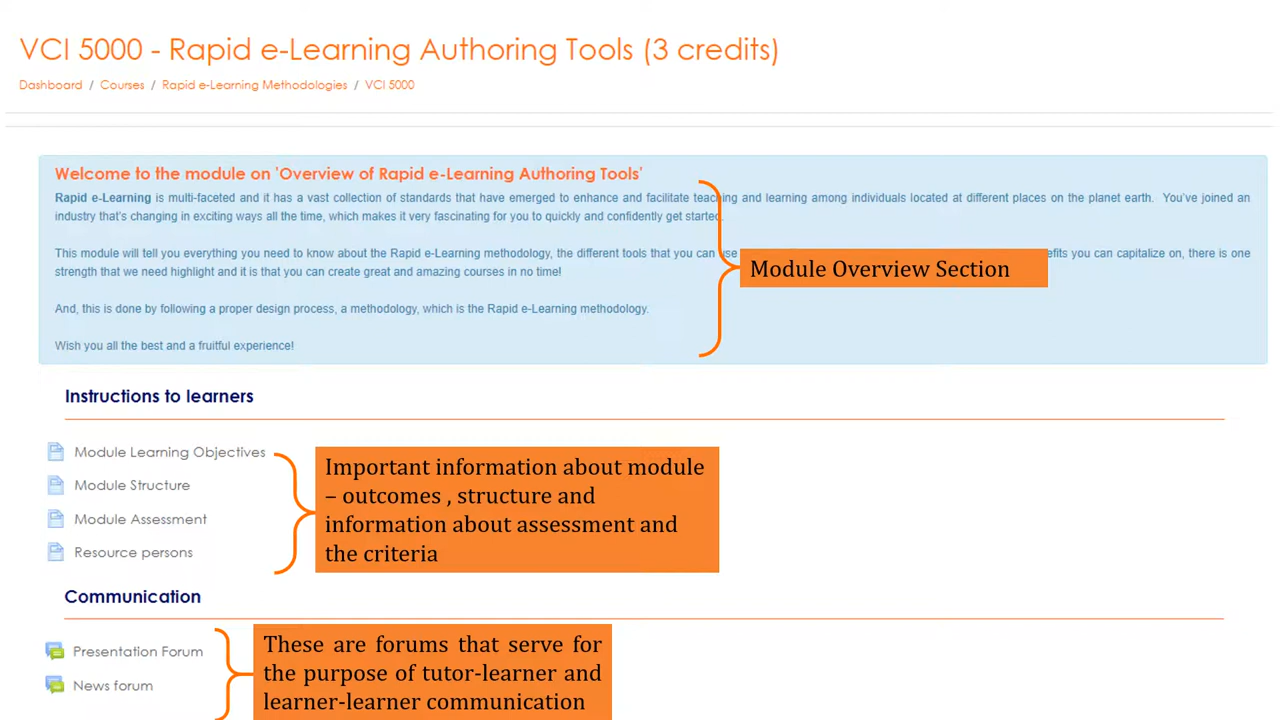 VCI 5000 - Rapid e-Learning Authoring Tools (3 credits)
Dashboard / Courses / Rapid e-Learning Methodologies / VCI 5000
Welcome to the module on 'Overview of Rapid e-Learning Authoring Tools'
Rapid e-Learning is multi-faceted and it has a vast collection of standards that have emerged to enhance and facilitate teaching and learning among individuals located at different places on the planet earth. You've joined an
industry that's changing in exciting ways all the time, which makes it very fascinating for you to quickly and confidently get started.
This module will tell you everything you need to know about the Rapid e-Learning methodology, the different tools that you can use you can capitalize on, there is one
strength that we need highlight and it is that you can create great and amazing courses in no time!
Module Overview Section
And, this is done by following a proper design process, a methodology, which is the Rapid e-Learning methodology.
Wish you all the best and a fruitful experience!
Instructions to learners
Module Learning Objectives
Module Structure
Module Assessment
Resource persons
Important information about module
– outcomes , structure and
information about assessment and
the criteria
Communication
Presentation Forum
News forum
These are forums that serve for
the purpose of tutor-learner and
learner-learner communication